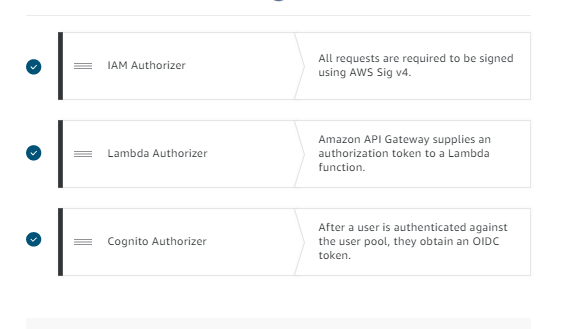 IAM Authorizer
All requests are required to be signed
using AWS Sig v4.
Lambda Authorizer
Amazon API Gateway supplies an
authorization token to a Lambda
function.
Cognito Authorizer
After a user is authenticated against
the user pool, they obtain an OIDC
token.